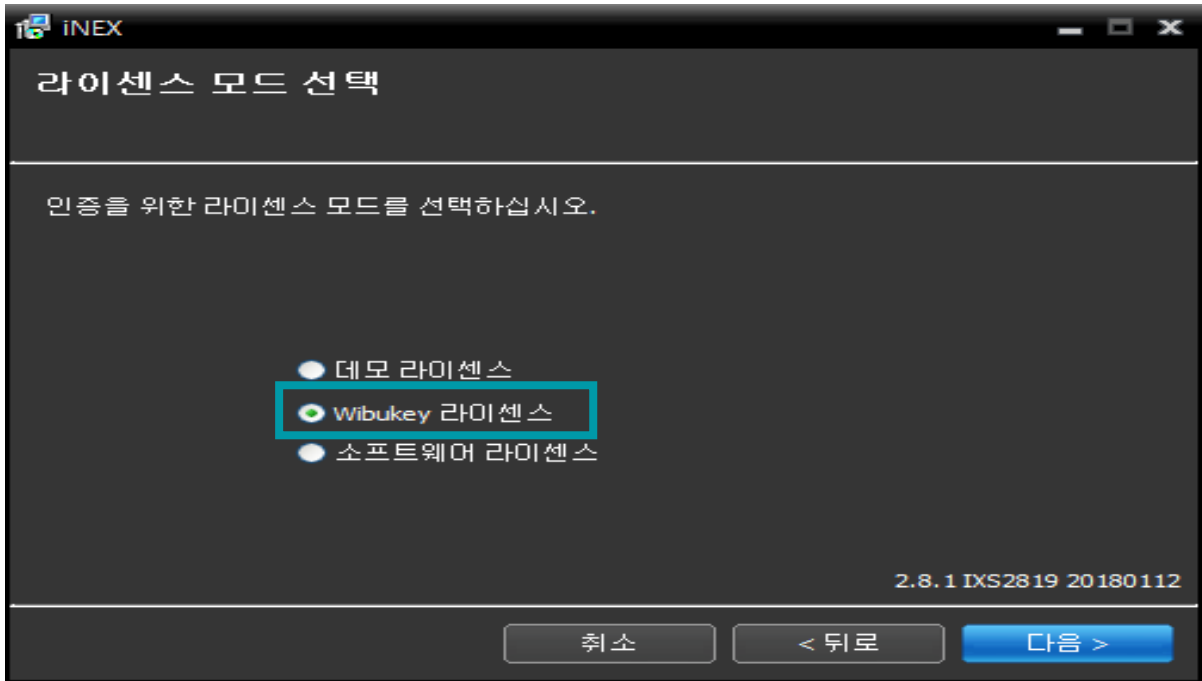 iNEX
라이센스 모드 선택
인증을 위한 라이센스 모드를 선택하십시오.
데모 라이센스
Wibukey 라이센스
소프트웨어 라이센스
2.8.1 IXS2819 20180112
취소
< 뒤로
다음 >